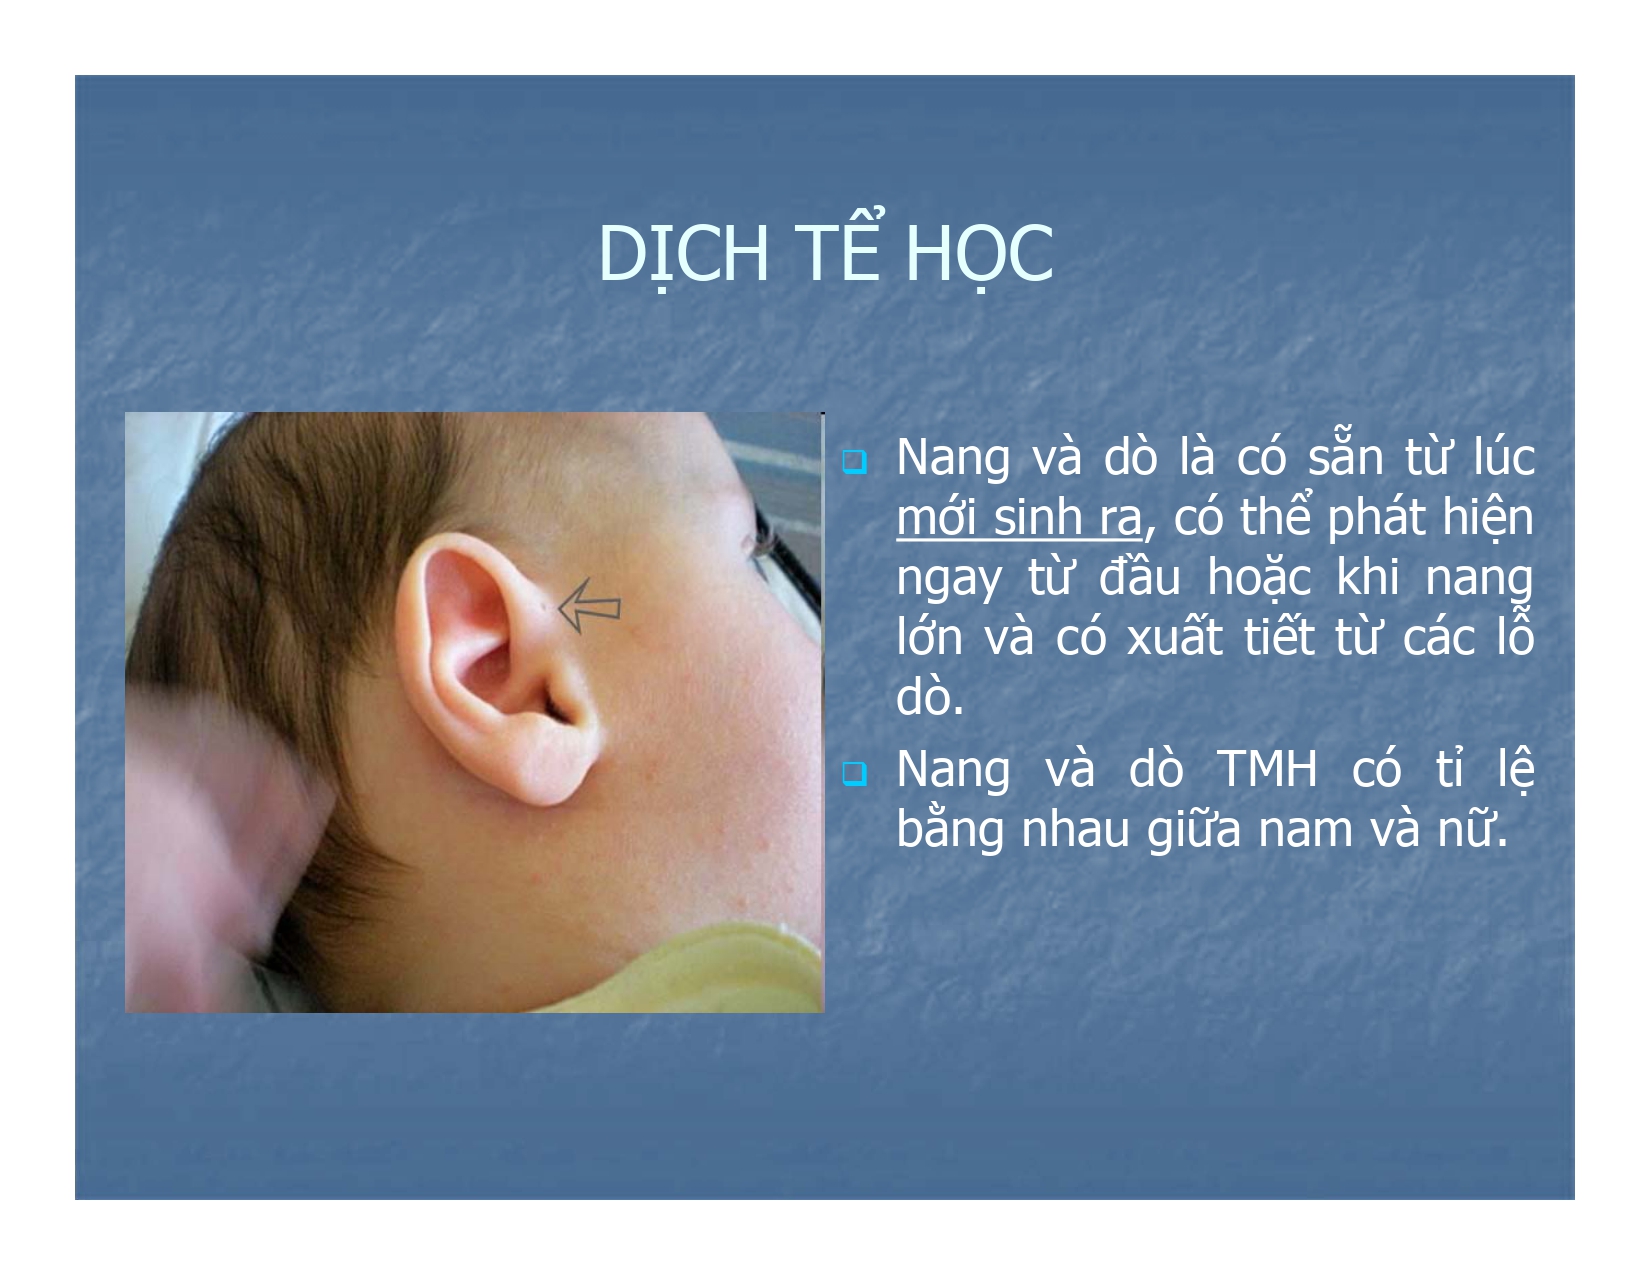 DỊCH TỂ HỌC
Nang và dò là có sẵn từ lúc
mới sinh ra, có thể phát hiện
ngay từ đầu hoặc khi nang
lớn và có xuất tiết từ các lỗ
dò.
Nang và dò TMH có tỉ lệ
bằng nhau giữa nam và nữ.